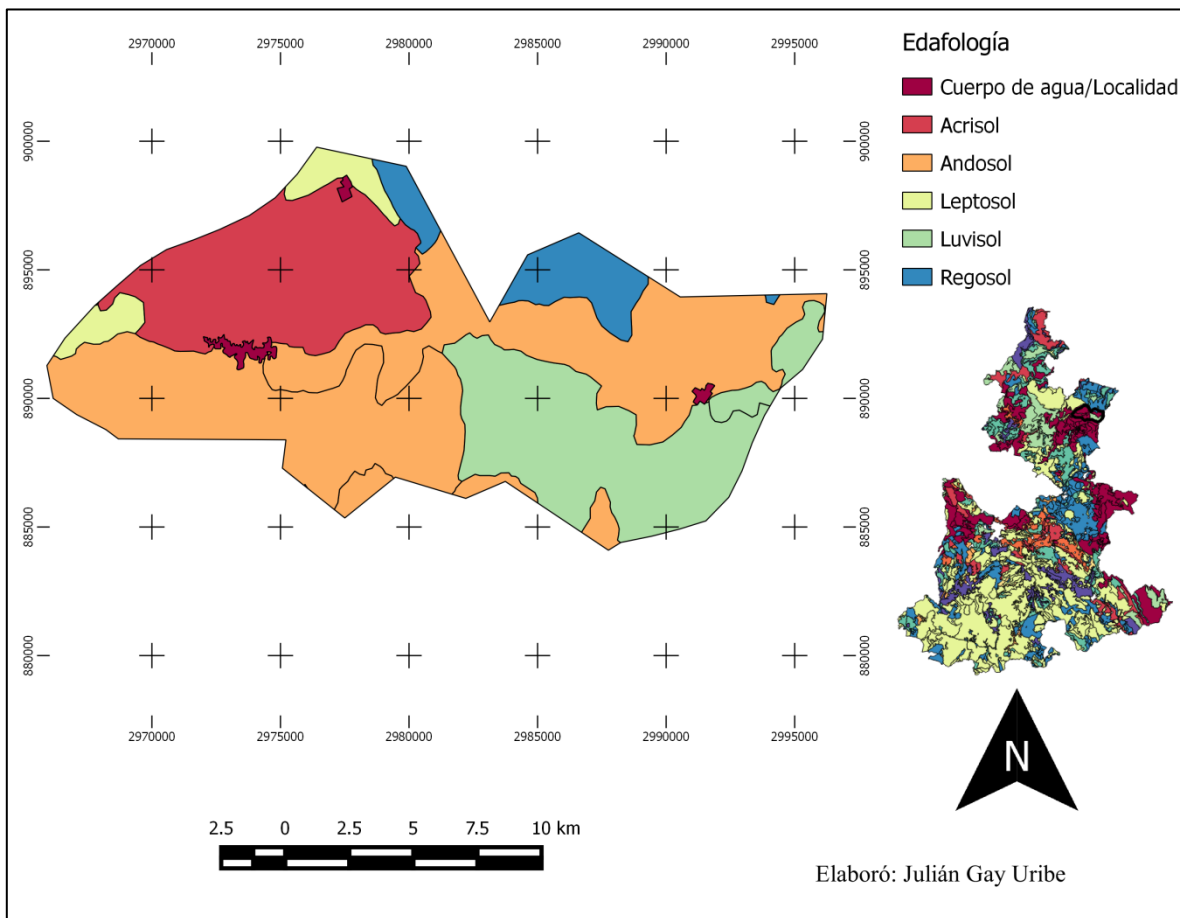 2970000 2975000 2980000 2985000 2990000 2995000
900000 900000
895000 895000
890000 890000
885000 885000
880000 880000
2970000 2975000 2980000 2985000 2990000 2995000
2.5 0 2.5 5 7.5 10 km
Edafología
Cuerpo de agua/Localidad
Acrisol
Andosol
Leptosol
Luvisol
Regosol
N
Elaboró: Julián Gay Uribe